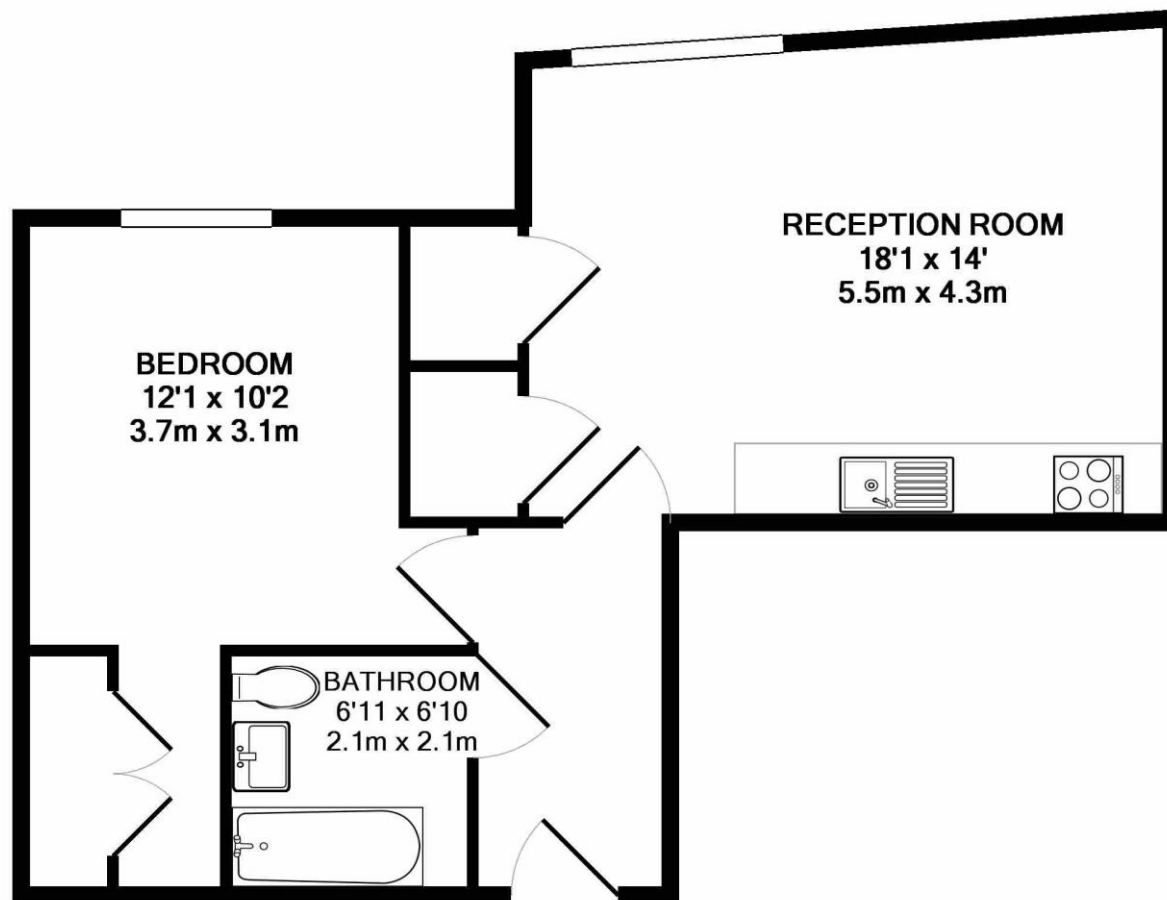 RECEPTION ROOM
18'1 x 14'
5.5m x 4.3m
BEDROOM
12'1 x 10'2
3.7m x 3.1m
BATHROOM
6'11 x 6'10
2.1m x 2.1m